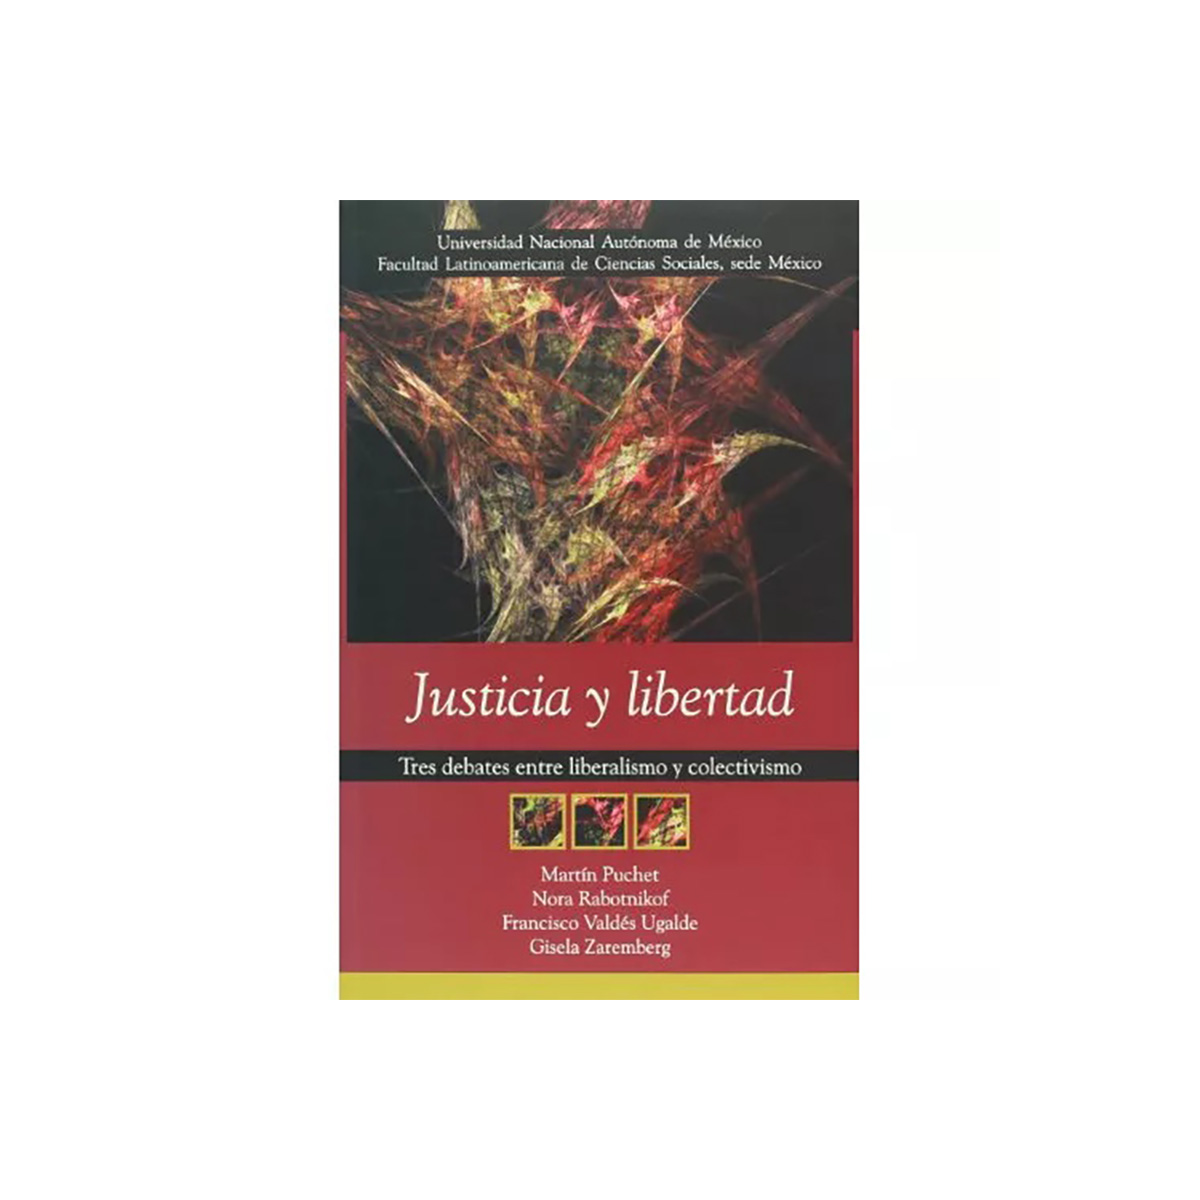 Universidad Nacional Autónoma de México
Facultad Latinoamericana de Ciencias Sociales, sede México
Justicia y libertad
Tres debates entre liberalismo y colectivismo
Martín Puchet
Nora Rabotnikof
Francisco Valdés Ugalde
Gisela Zaremberg